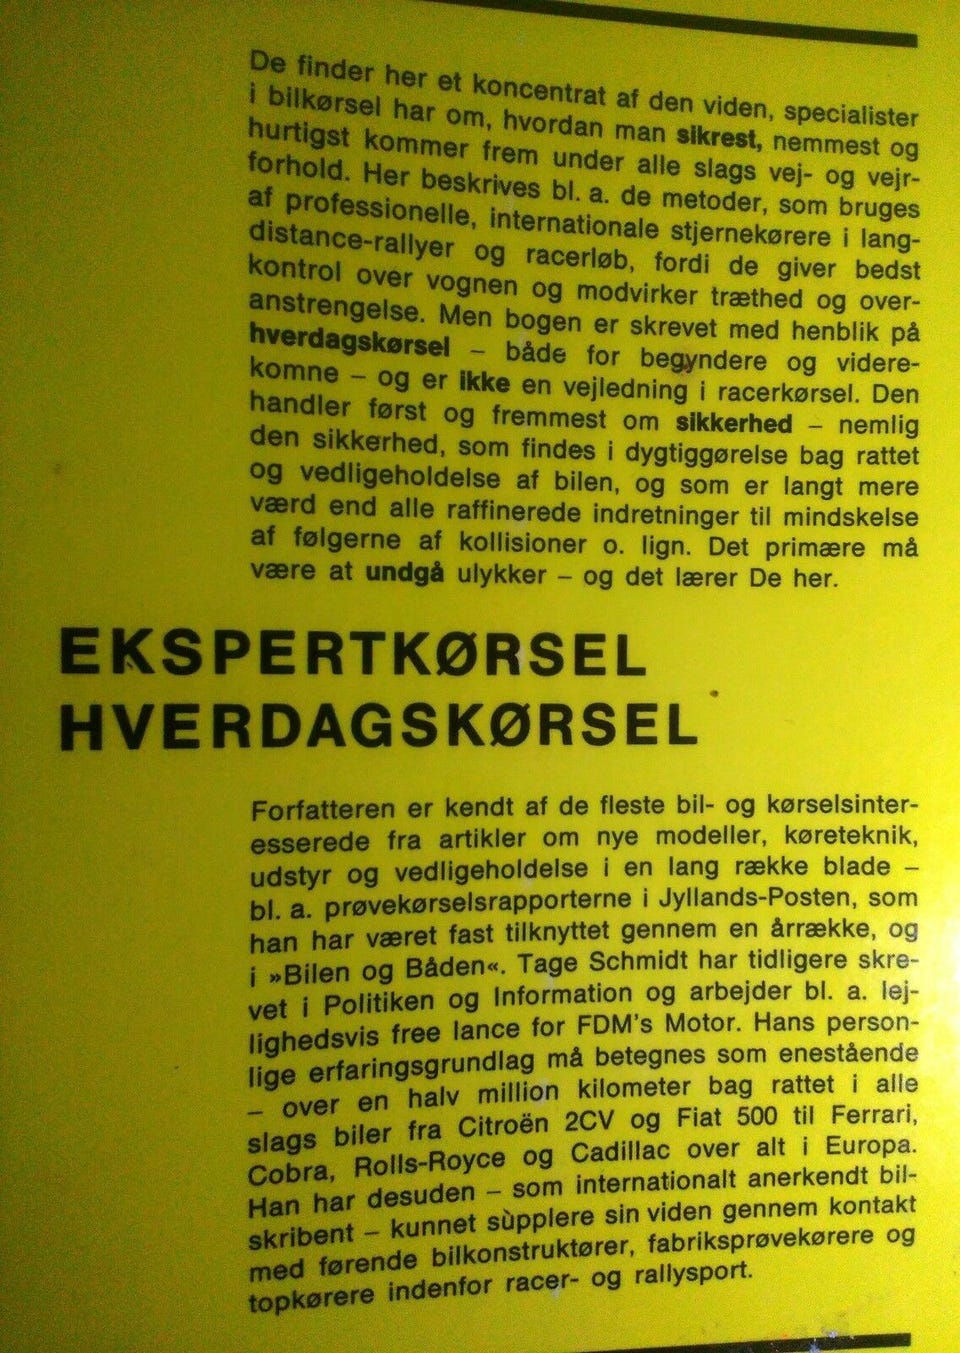 De finder her et koncentrat af den viden, specialister
i bilkørsel har om, hvordan man sikrest, nemmest og
hurtigst kommer frem under alle slags vej- og vejr-
forhold. Her beskrives bl. a. de metoder, som bruges
af professionelle, internationale stjernekørere i lang-
distance-rallyer og racerløb, fordi de giver bedst
kontrol over vognen og modvirker træthed og over-
anstrengelse. Men bogen er skrevet med henblik på
hverdagskørsel – både for begyndere og videre-
komne – og er ikke en vejledning i racerkørsel. Den
handler først og fremmest om sikkerhed – nemlig
den sikkerhed, som findes i dygtiggørelse bag rattet
og vedligeholdelse af bilen, og som er langt mere
værd end alle raffinerede indretninger til mindskelse
af følgerne af kollisioner o. lign. Det primære må
være at undgå ulykker – og det lærer De her.
EKSPERTKØRSEL
HVERDAGSKØRSEL
Forfatteren er kendt af de fleste bil- og kørselsinter-
esserede fra artikler om nye modeller, køreteknik,
udstyr og vedligeholdelse i en lang række blade –
bl. a. prøvekørselsrapporterne i Jyllands-Posten, som
han har været fast tilknyttet gennem en årrække, og
i »Bilen og Båden«. Tage Schmidt har tidligere skre-
vet i Politiken og Information og arbejder bl. a. lej-
lighedsvis free lance for FDM's Motor. Hans person-
lige erfaringsgrundlag må betegnes som enestående
– over en halv million kilometer bag rattet i alle
slags biler fra Citroën 2CV og Fiat 500 til Ferrari,
Cobra, Rolls-Royce og Cadillac over alt i Europa.
Han har desuden – som internationalt anerkendt bil-
skribent – kunnet sùpplere sin viden gennem kontakt
med førende bilkonstruktører, fabriksprøvekørere og
topkørere indenfor racer- og rallysport.